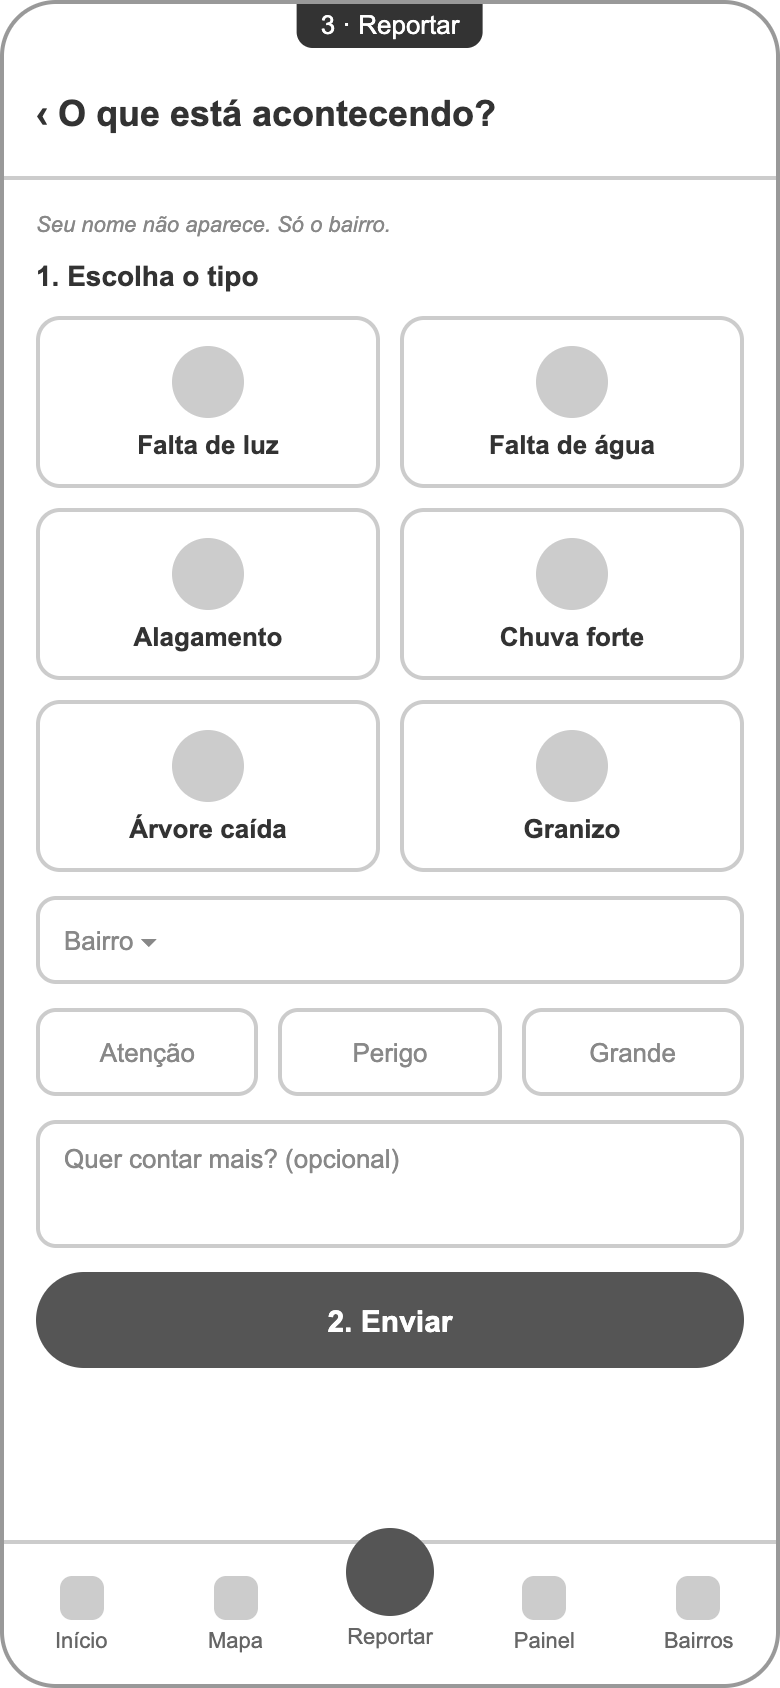 3 · Reportar
‹ O que está acontecendo?
Seu nome não aparece. Só o bairro.
1. Escolha o tipo
Falta de luz
Falta de água
Alagamento
Chuva forte
Árvore caída
Granizo
Bairro
Atenção
Perigo
Grande
Quer contar mais? (opcional)
2. Enviar
Início
Mapa
Reportar
Painel
Bairros